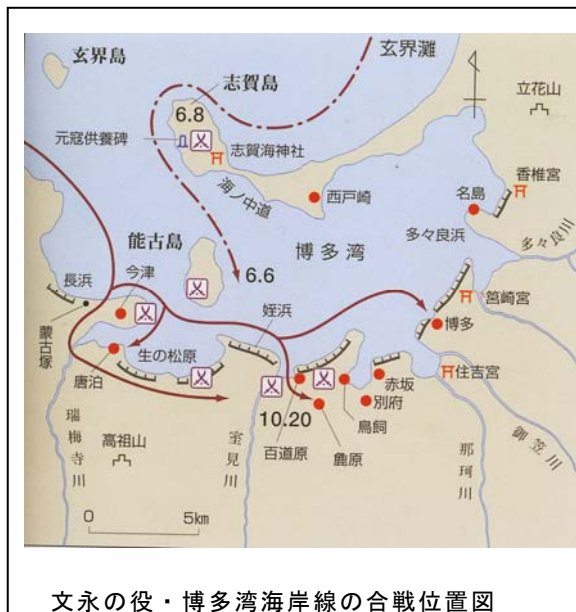 玄界島
玄界灘
志賀島
6.8
立花山
元寇供養碑
志賀海神社
香椎宮
海ノ中道
西戸崎
名島
多々良川
能古島
博多湾
多々良浜
6.6
長浜
今津
姪浜
筥崎宮
蒙古塚
博多
生の松原
唐泊
赤坂
住吉宮
別府
鳥飼
10.20
百道原
麁原
瑞梅寺川
高祖山
室見川
那珂川
御笠川
0 5km
文永の役・博多湾海岸線の合戦位置図